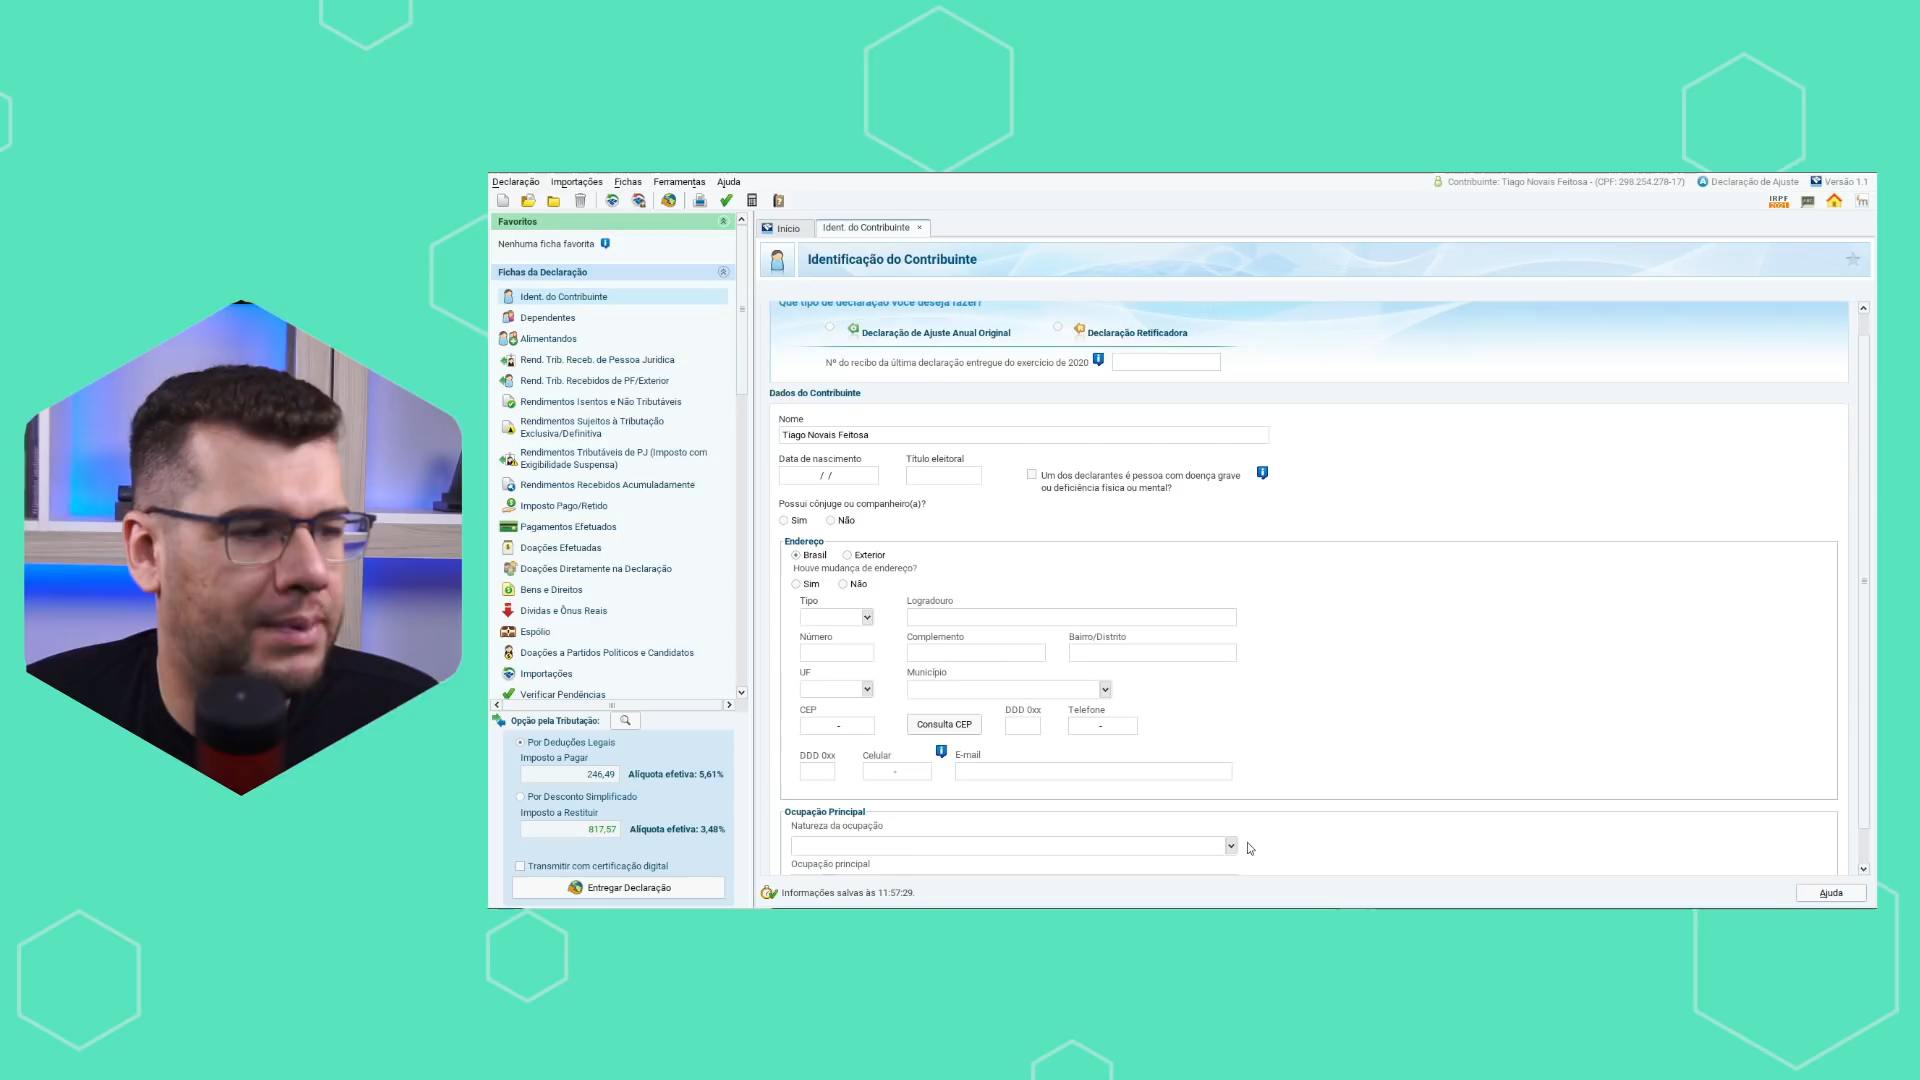 Declaração Importações Fichas Ferramentas Ajuda
Contribuinte: Tiago Novais Feitosa - (CPF: 298.254.278-17)
Declaração de Ajuste
Versão 1.1
IRPF
2021
Favoritos
Nenhuma ficha favorita
Fichas da Declaração
Ident. do Contribuinte
Dependentes
Alimentandos
Rend. Trib. Receb. de Pessoa Jurídica
Rend. Trib. Recebidos de PF/Exterior
Rendimentos Isentos e Não Tributáveis
Rendimentos Sujeitos à Tributação
Exclusiva/Definitiva
Rendimentos Tributáveis de PJ (Imposto com
Exigibilidade Suspensa)
Rendimentos Recebidos Acumuladamente
Imposto Pago/Retido
Pagamentos Efetuados
Doações Efetuadas
Doações Diretamente na Declaração
Bens e Direitos
Dívidas e Ônus Reais
Espólio
Doações a Partidos Políticos e Candidatos
Importações
Verificar Pendências
Opção pela Tributação:
Por Deduções Legais
Imposto a Pagar
246,49 Alíquota efetiva: 5,61%
Por Desconto Simplificado
Imposto a Restituir
817,57 Alíquota efetiva: 3,48%
Transmitir com certificação digital
Entregar Declaração
Início
Ident. do Contribuinte ×
Identificação do Contribuinte
Que tipo de declaração você deseja fazer?
Declaração de Ajuste Anual Original
Declaração Retificadora
Nº do recibo da última declaração entregue do exercício de 2020
Dados do Contribuinte
Nome
Tiago Novais Feitosa
Data de nascimento Título eleitoral
/ /
Um dos declarantes é pessoa com doença grave
ou deficiência física ou mental?
Possui cônjuge ou companheiro(a)?
Sim Não
Endereço
Brasil Exterior
Houve mudança de endereço?
Sim Não
Tipo Logradouro
Número Complemento Bairro/Distrito
UF Município
CEP DDD 0xx Telefone
- Consulta CEP -
DDD 0xx Celular E-mail
-
Ocupação Principal
Natureza da ocupação
Ocupação principal
Informações salvas às 11:57:29.
Ajuda